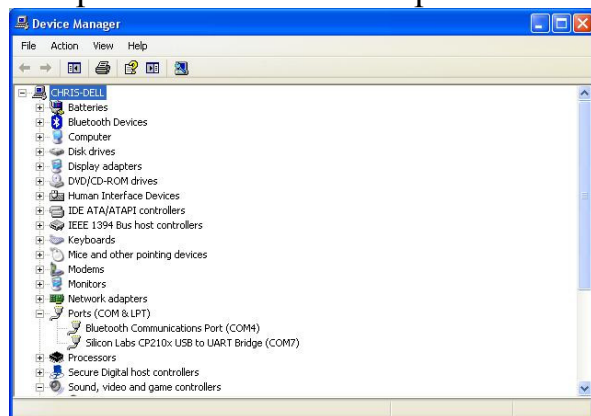 Device Manager
File Action View Help
CHRIS-DELL
Batteries
Bluetooth Devices
Computer
Disk drives
Display adapters
DVD/CD-ROM drives
Human Interface Devices
IDE ATA/ATAPI controllers
IEEE 1394 Bus host controllers
Keyboards
Mice and other pointing devices
Modems
Monitors
Network adapters
Ports (COM & LPT)
Bluetooth Communications Port (COM4)
Silicon Labs CP210x USB to UART Bridge (COM7)
Processors
Secure Digital host controllers
Sound, video and game controllers